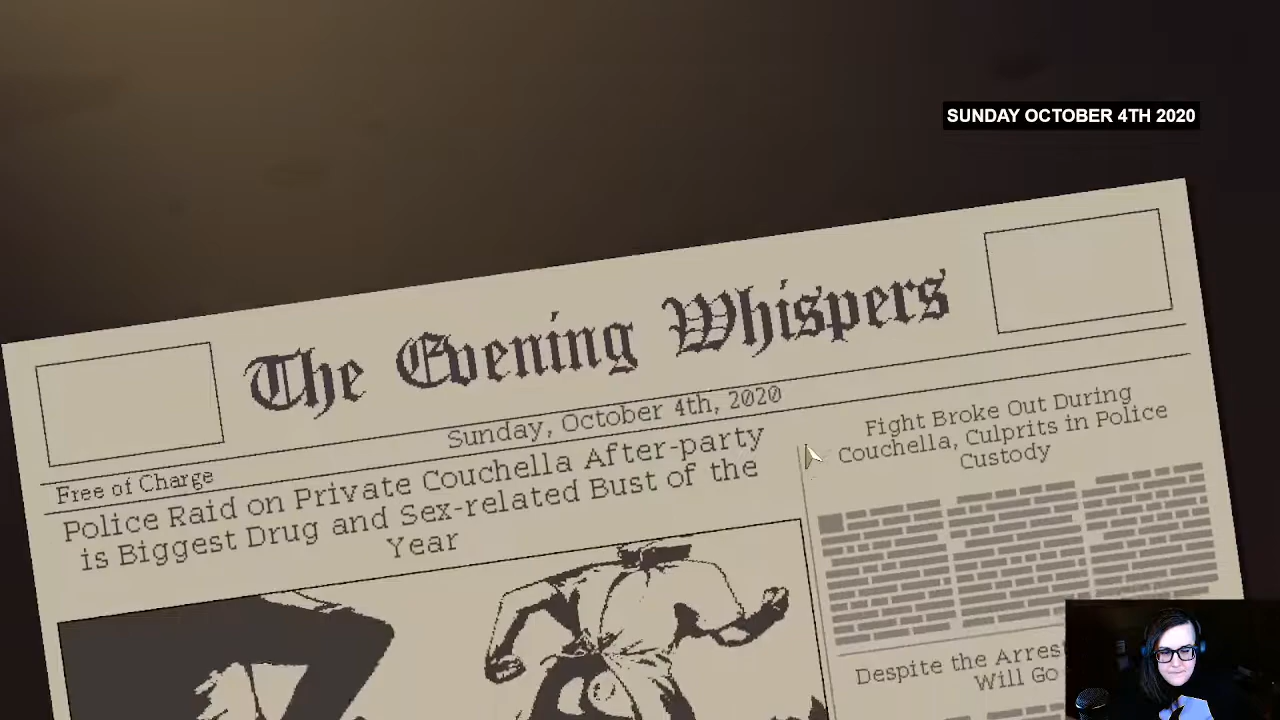 SUNDAY OCTOBER 4TH 2020
The Evening Whispers
Sunday, October 4th, 2020
Free of Charge
Police Raid on Private Couchella After-party
is Biggest Drug and Sex-related Bust of the
Year
Fight Broke Out During
Couchella, Culprits in Police
Custody
Despite the Arrest
Will Go